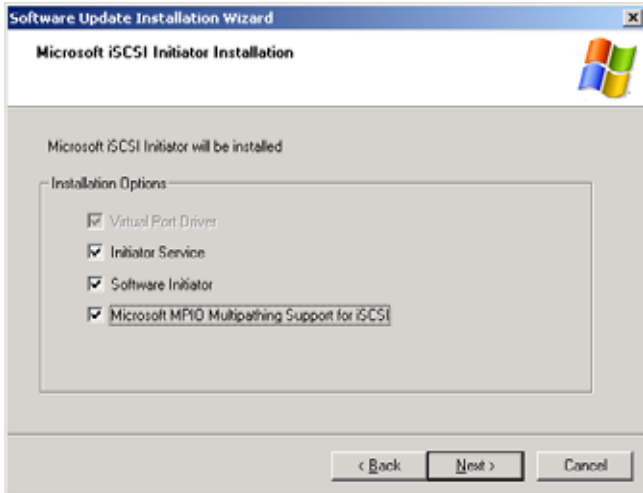 Software Update Installation Wizard
Microsoft iSCSI Initiator Installation
Microsoft iSCSI Initiator will be installed
Installation Options
Virtual Port Driver
Initiator Service
Software Initiator
Microsoft MPIO Multipathing Support for iSCSI
< Back
Next >
Cancel